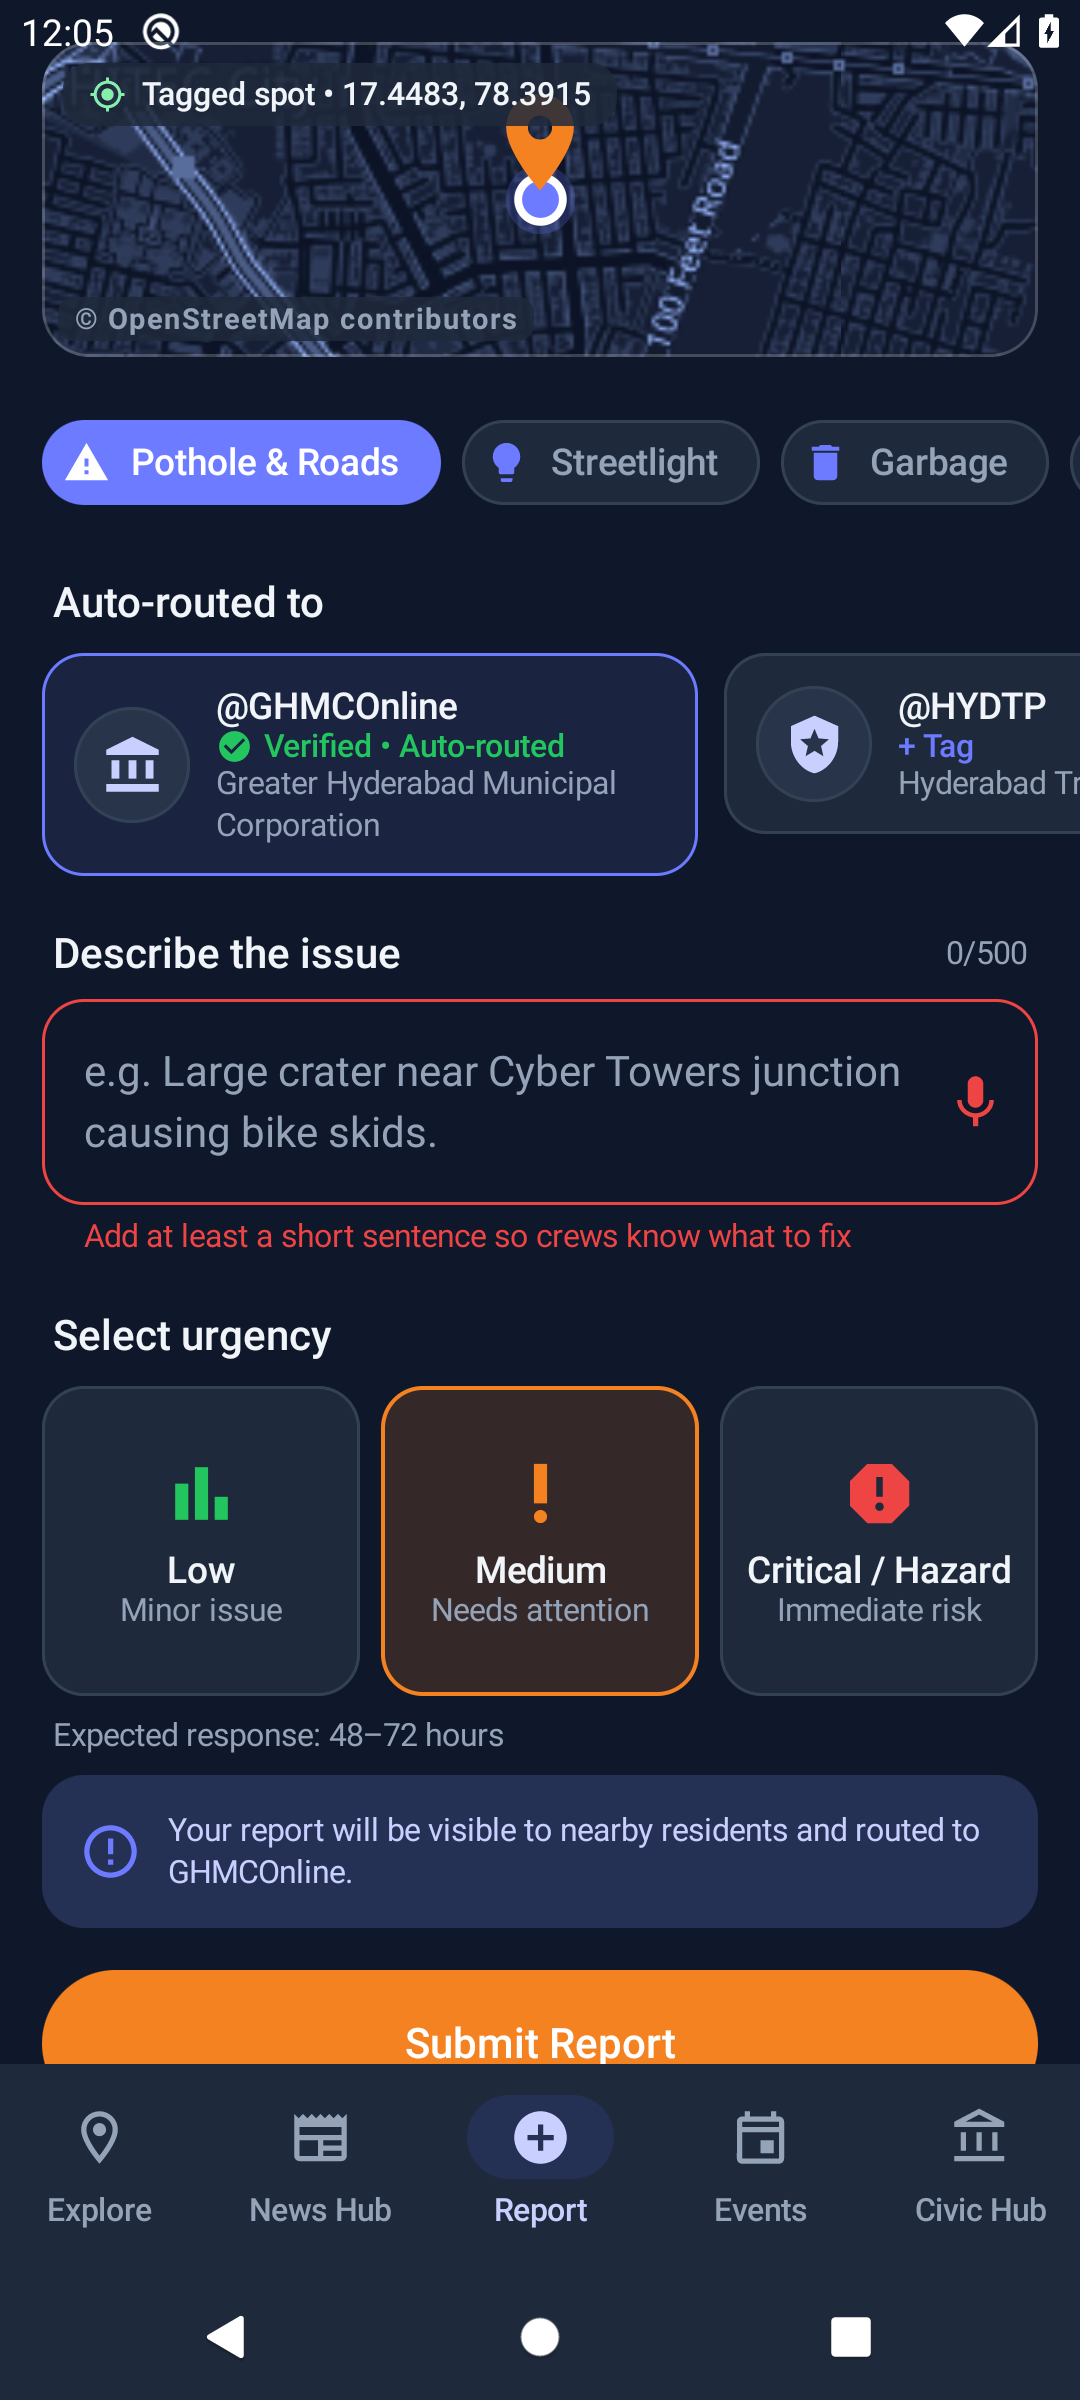 12:05
Tagged spot • 17.4483, 78.3915
100 Feet Road
© OpenStreetMap contributors
Pothole & Roads
Streetlight
Garbage
Auto-routed to
@GHMCOnline
Verified • Auto-routed
Greater Hyderabad Municipal
Corporation
@HYDTP
+ Tag
Hyderabad Tr
Describe the issue
0/500
e.g. Large crater near Cyber Towers junction
causing bike skids.
Add at least a short sentence so crews know what to fix
Select urgency
Low
Minor issue
Medium
Needs attention
Critical / Hazard
Immediate risk
Expected response: 48–72 hours
Your report will be visible to nearby residents and routed to
GHMCOnline.
Submit Report
Explore
News Hub
Report
Events
Civic Hub